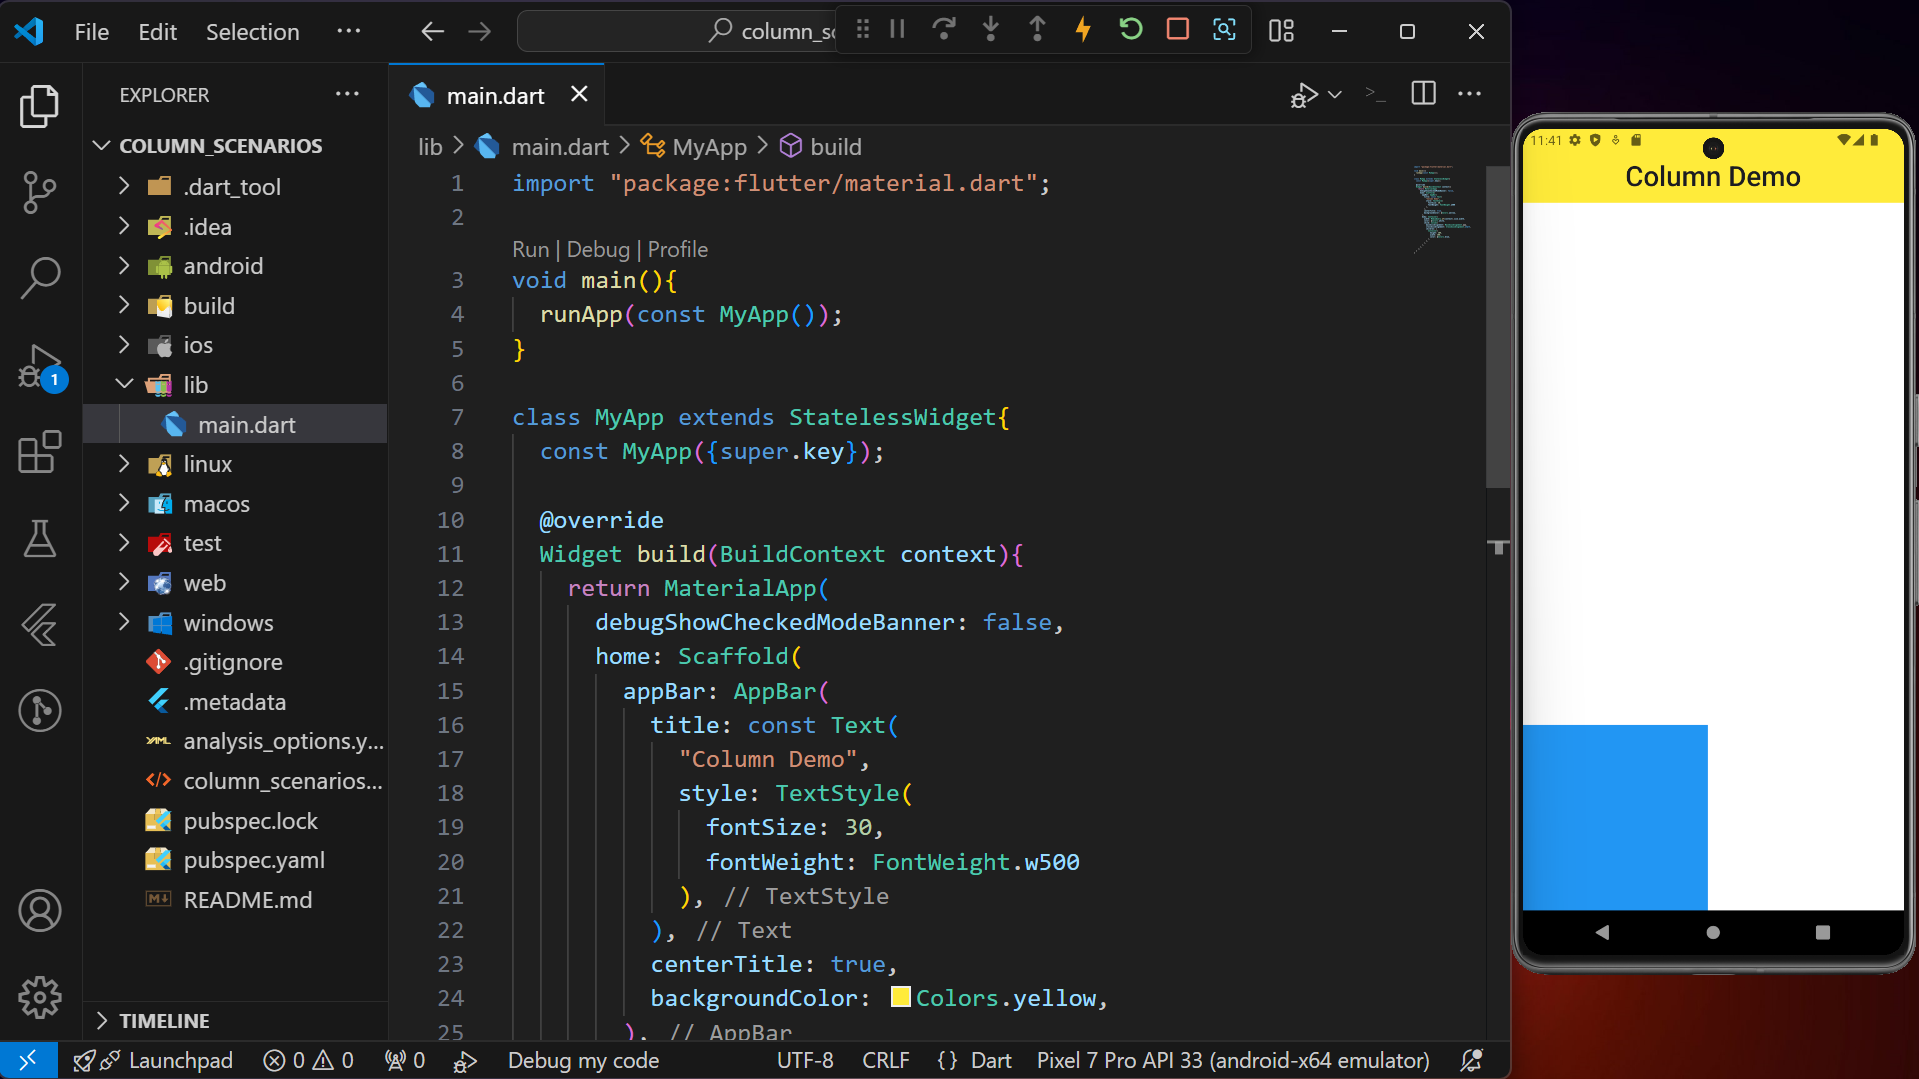 File Edit Selection ···
column_sc
EXPLORER ···
COLUMN_SCENARIOS
.dart_tool
.idea
android
build
ios
lib
main.dart
linux
macos
test
web
windows
.gitignore
.metadata
analysis_options.y...
column_scenarios...
pubspec.lock
pubspec.yaml
README.md
TIMELINE
1
main.dart
lib > main.dart > MyApp > build
1 import "package:flutter/material.dart";
2
Run | Debug | Profile
3 void main(){
4 runApp(const MyApp());
5 }
6
7 class MyApp extends StatelessWidget{
8 const MyApp({super.key});
9
10 @override
11 Widget build(BuildContext context){
12 return MaterialApp(
13 debugShowCheckedModeBanner: false,
14 home: Scaffold(
15 appBar: AppBar(
16 title: const Text(
17 "Column Demo",
18 style: TextStyle(
19 fontSize: 30,
20 fontWeight: FontWeight.w500
21 ), // TextStyle
22 ), // Text
23 centerTitle: true,
24 backgroundColor: Colors.yellow,
25 ), // AppBar
Launchpad 0 0 0 Debug my code UTF-8 CRLF {} Dart Pixel 7 Pro API 33 (android-x64 emulator)
11:41
Column Demo